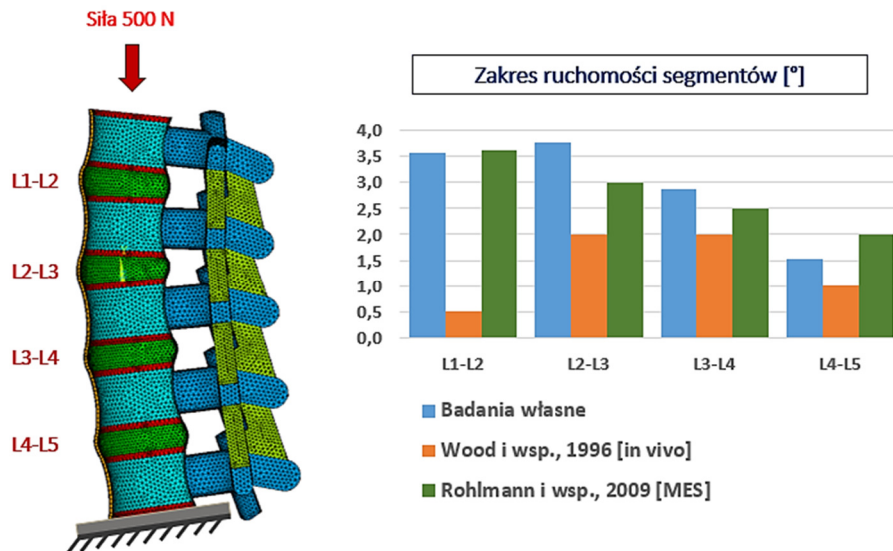 Siła 500 N
L1-L2
L2-L3
L3-L4
L4-L5
Zakres ruchomości segmentów [°]
4,0
3,5
3,0
2,5
2,0
1,5
1,0
0,5
0,0
L1-L2 L2-L3 L3-L4 L4-L5
Badania własne
Wood i wsp., 1996 [in vivo]
Rohlmann i wsp., 2009 [MES]